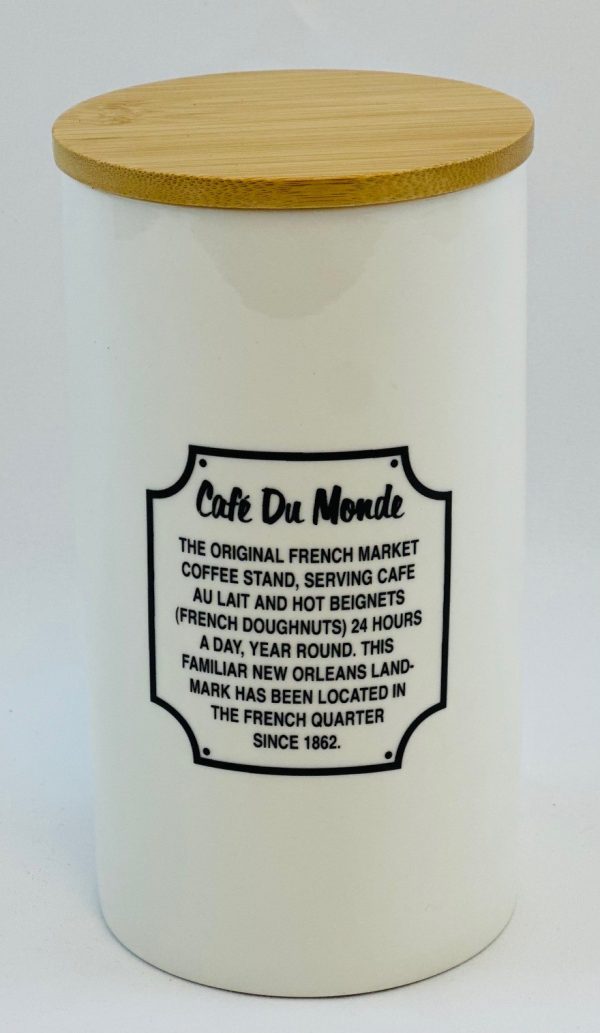 Café Du Monde
THE ORIGINAL FRENCH MARKET
COFFEE STAND, SERVING CAFE
AU LAIT AND HOT BEIGNETS
(FRENCH DOUGHNUTS) 24 HOURS
A DAY, YEAR ROUND. THIS
FAMILIAR NEW ORLEANS LAND-
MARK HAS BEEN LOCATED IN
THE FRENCH QUARTER
SINCE 1862.